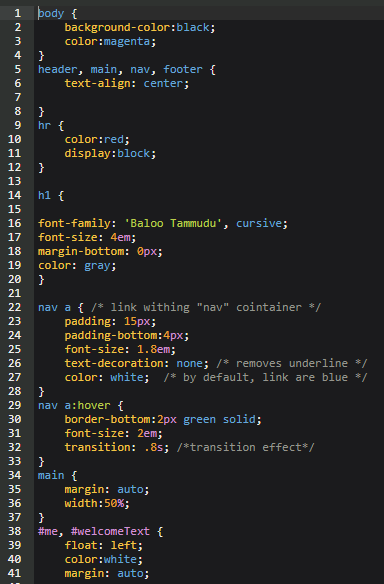 1 body {
2     background-color:black;
3     color:magenta;
4 }
5 header, main, nav, footer {
6     text-align: center;
7
8 }
9 hr {
10     color:red;
11     display:block;
12 }
13
14 h1 {
15
16 font-family: 'Baloo Tammudu', cursive;
17 font-size: 4em;
18 margin-bottom: 0px;
19 color: gray;
20 }
21
22 nav a { /* link withing "nav" cointainer */
23     padding: 15px;
24     padding-bottom:4px;
25     font-size: 1.8em;
26     text-decoration: none; /* removes underline */
27     color: white;  /* by default, link are blue */
28 }
29 nav a:hover {
30     border-bottom:2px green solid;
31     font-size: 2em;
32     transition: .8s; /*transition effect*/
33 }
34 main {
35     margin: auto;
36     width:50%;
37 }
38 #me, #welcomeText {
39     float: left;
40     color:white;
41     margin: auto;